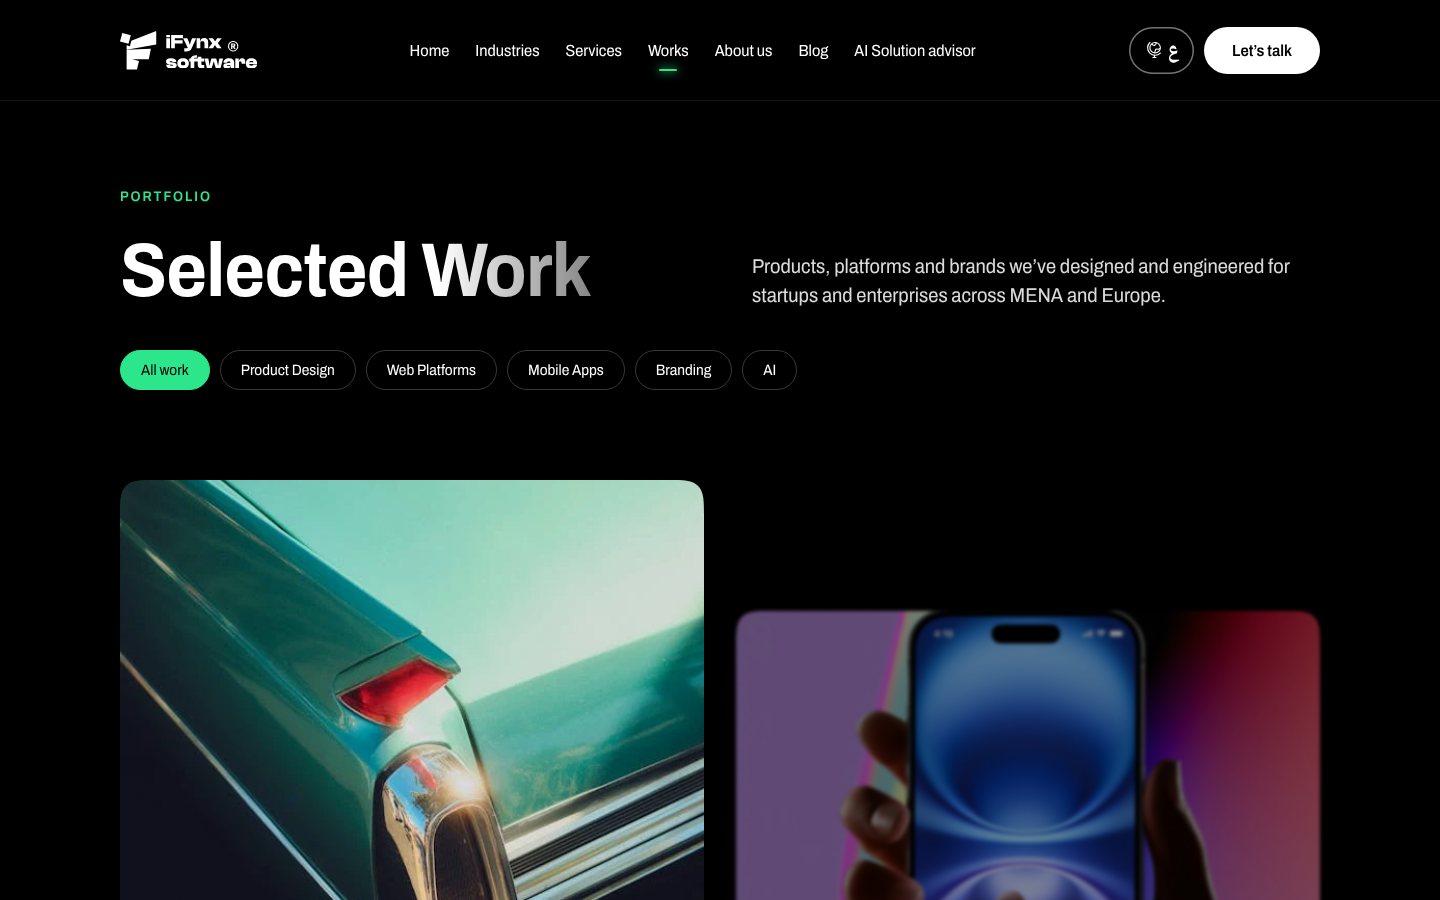 iFynx ®
software
Home
Industries
Services
Works
About us
Blog
AI Solution advisor
ع
Let’s talk
PORTFOLIO
Selected Work
Products, platforms and brands we’ve designed and engineered for
startups and enterprises across MENA and Europe.
All work
Product Design
Web Platforms
Mobile Apps
Branding
AI